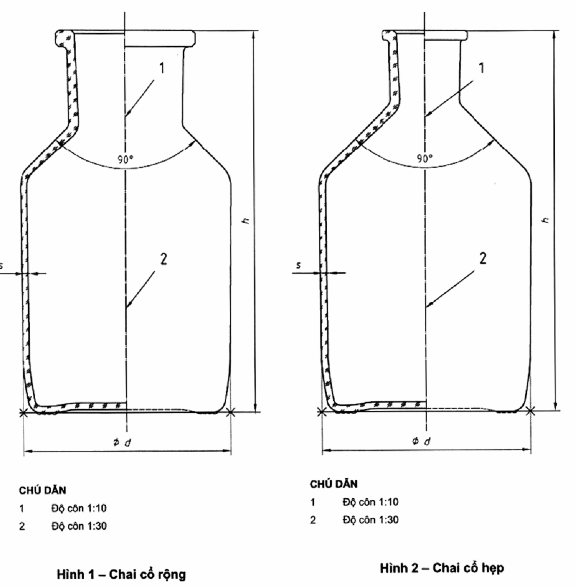 1
90°
h
s
2
ϕ d
CHÚ DẪN
1 Độ côn 1:10
2 Độ côn 1:30
Hình 1 – Chai cổ rộng
1
90°
h
s
2
ϕ d
CHÚ DẪN
1 Độ côn 1:10
2 Độ côn 1:30
Hình 2 – Chai cổ hẹp